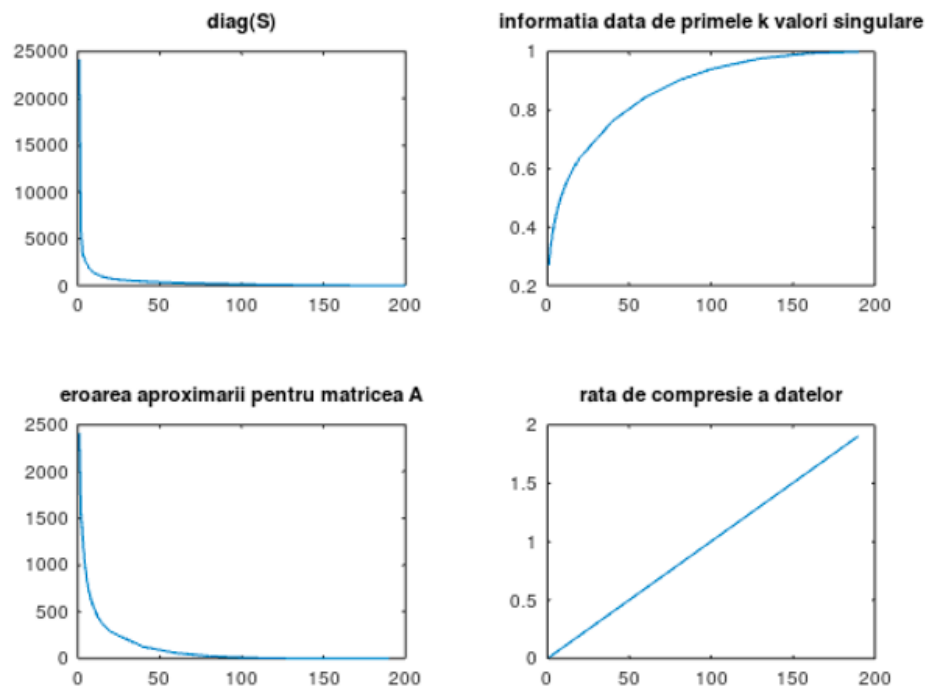 diag(S)
25000
20000
15000
10000
5000
0
0 50 100 150 200
informatia data de primele k valori singulare
1
0.8
0.6
0.4
0.2
0 50 100 150 200
eroarea aproximarii pentru matricea A
2500
2000
1500
1000
500
0
0 50 100 150 200
rata de compresie a datelor
2
1.5
1
0.5
0
0 50 100 150 200